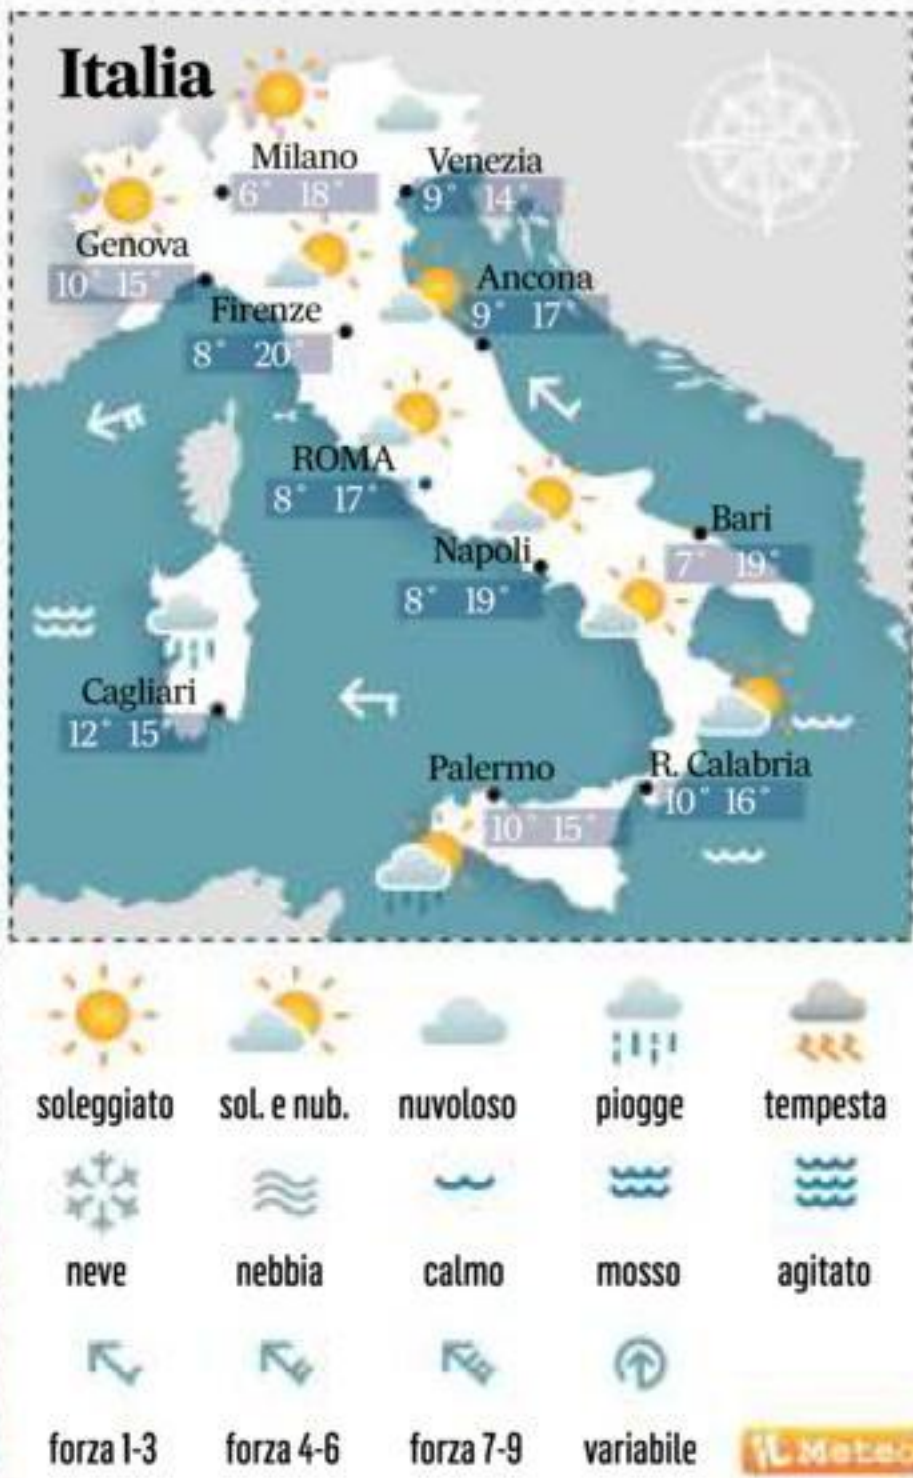 Italia
Milano
6° 18°
Venezia
9° 14°
Genova
10° 15°
Ancona
9° 17°
Firenze
8° 20°
ROMA
8° 17°
Bari
7° 19°
Napoli
8° 19°
Cagliari
12° 15°
Palermo
10° 15°
R. Calabria
10° 16°
soleggiato sol. e nub. nuvoloso piogge tempesta
neve nebbia calmo mosso agitato
forza 1-3 forza 4-6 forza 7-9 variabile
iL Meteo